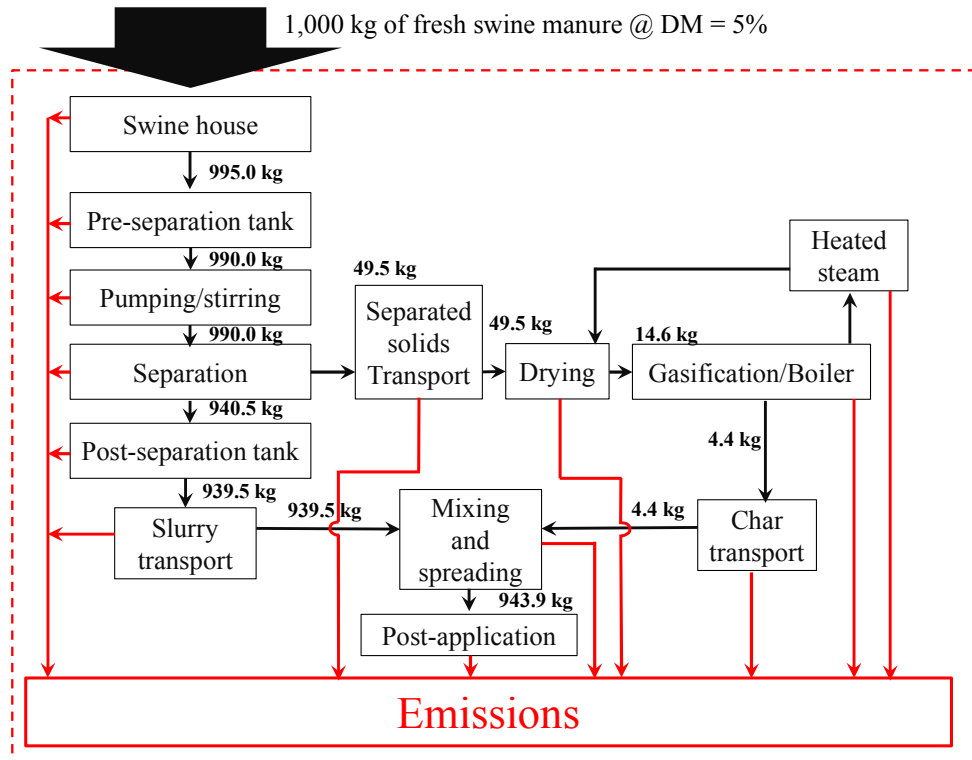 1,000 kg of fresh swine manure @ DM = 5%
Swine house
995.0 kg
Pre-separation tank
990.0 kg
Pumping/stirring
990.0 kg
Separation
940.5 kg
Post-separation tank
939.5 kg
Slurry
transport
49.5 kg
Separated
solids
Transport
49.5 kg
Drying
14.6 kg
Gasification/Boiler
Heated
steam
4.4 kg
Char
transport
4.4 kg
939.5 kg
Mixing
and
spreading
943.9 kg
Post-application
Emissions